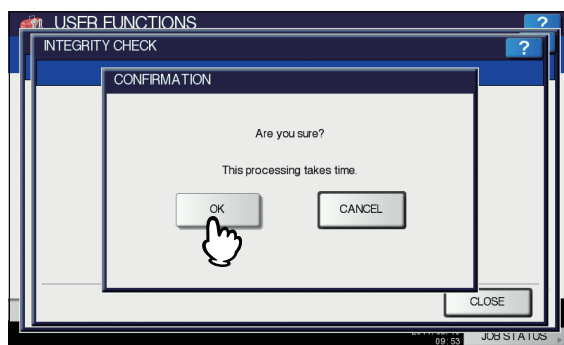 USER FUNCTIONS
?
INTEGRITY CHECK
?
CONFIRMATION
Are you sure?
This processing takes time.
OK
CANCEL
CLOSE
09:53
JOB STATUS